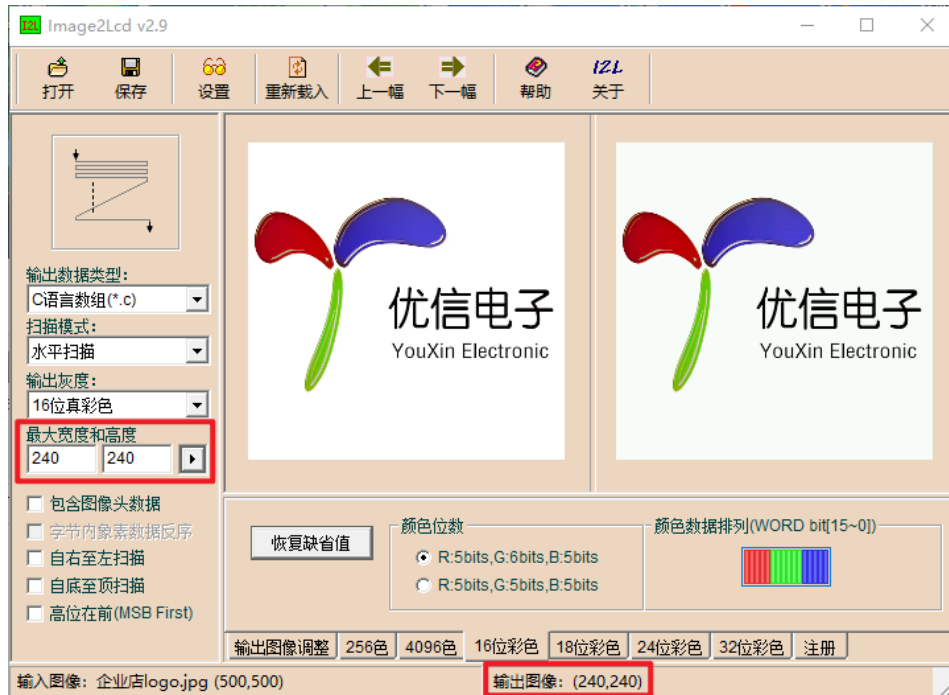 I2L Image2Lcd v2.9
打开 保存 设置 重新载入 上一幅 下一幅 帮助 I2L 关于
输出数据类型:
C语言数组(*.c)
扫描模式:
水平扫描
输出灰度:
16位真彩色
最大宽度和高度
240 240
包含图像头数据
字节内象素数据反序
自右至左扫描
自底至顶扫描
高位在前(MSB First)
优信电子
YouXin Electronic
优信电子
YouXin Electronic
恢复缺省值
颜色位数
R:5bits,G:6bits,B:5bits
R:5bits,G:5bits,B:5bits
颜色数据排列(WORD bit[15~0])
输出图像调整 256色 4096色 16位彩色 18位彩色 24位彩色 32位彩色 注册
输入图像: 企业店logo.jpg (500,500) 输出图像: (240,240)